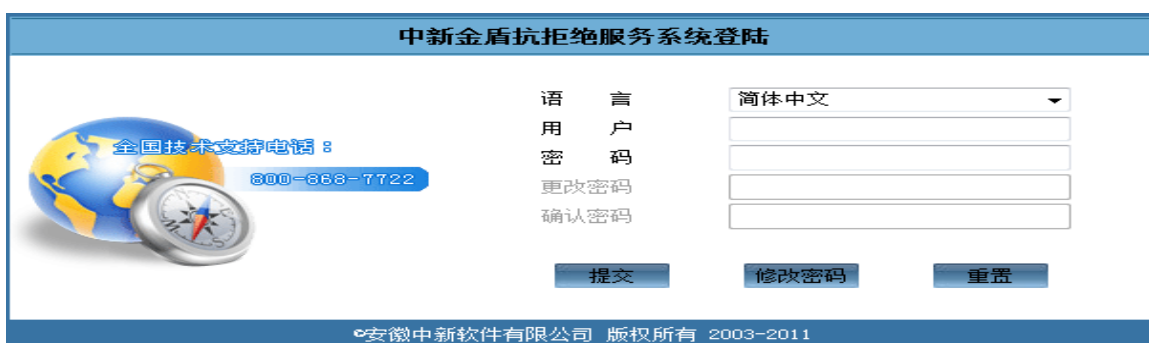 中新金盾抗拒绝服务系统登陆
语 言 简体中文
用 户
全国技术支持电话：
密 码
800-868-7722
更改密码
确认密码
提交 修改密码 重置
©安徽中新软件有限公司 版权所有 2003-2011